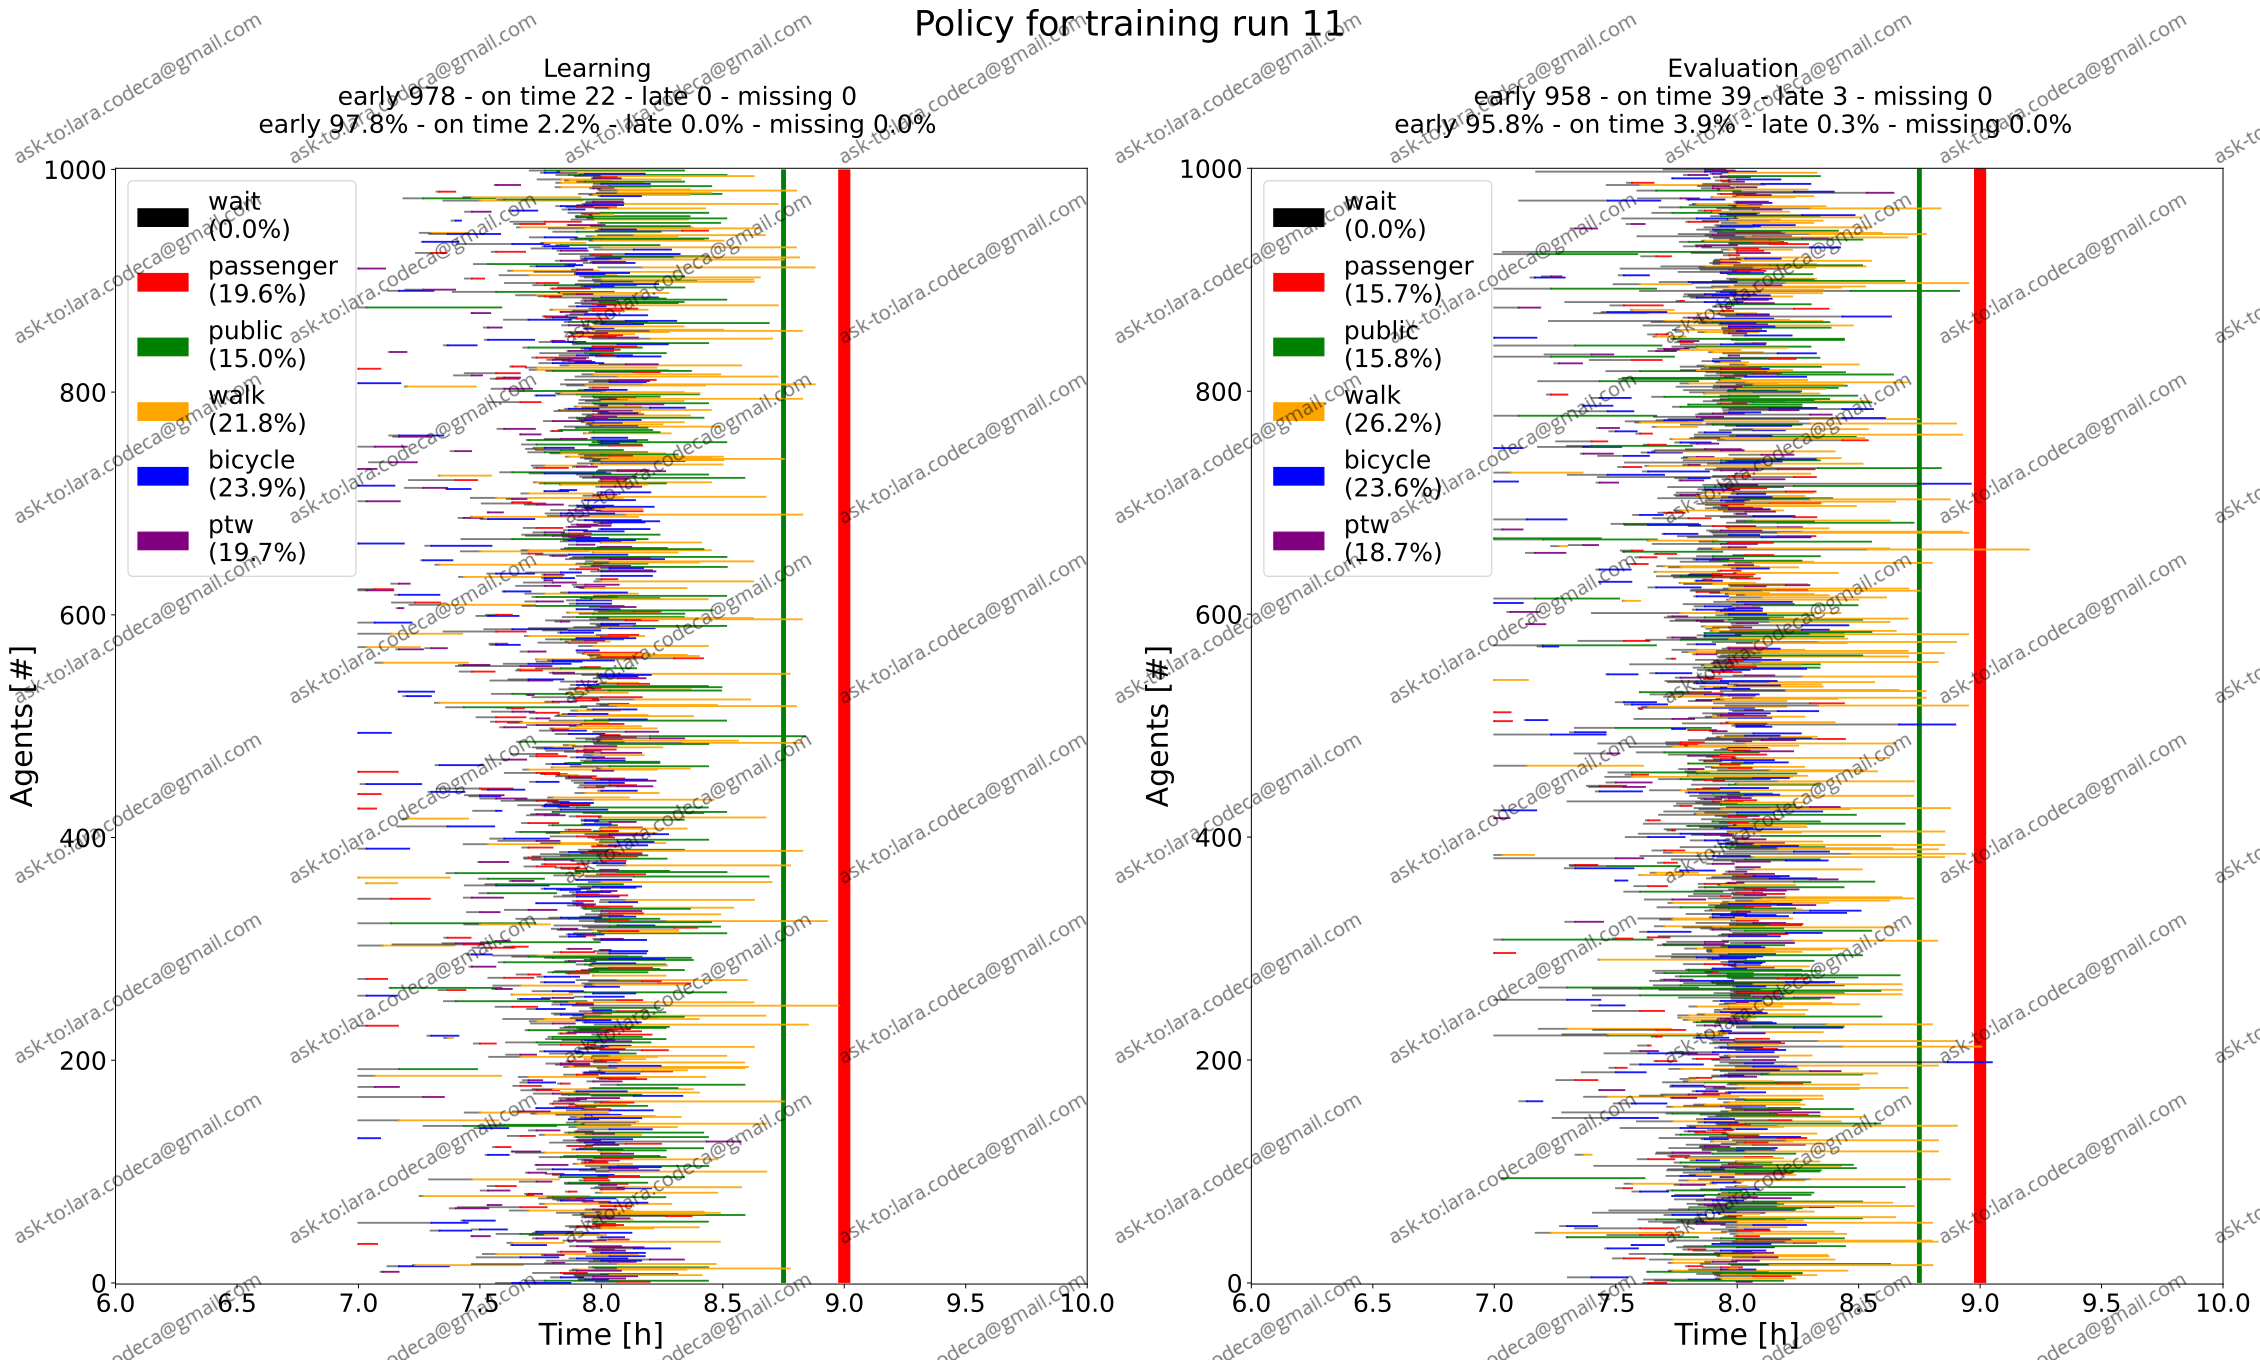 Policy for training run 11
Learning
early 978 - on time 22 - late 0 - missing 0
early 97.8% - on time 2.2% - late 0.0% - missing 0.0%
wait
(0.0%)
passenger
(19.6%)
public
(15.0%)
walk
(21.8%)
bicycle
(23.9%)
ptw
(19.7%)
Agents [#]
1000
800
600
400
200
0
6.0 6.5 7.0 7.5 8.0 8.5 9.0 9.5 10.0
Time [h]
Evaluation
early 958 - on time 39 - late 3 - missing 0
early 95.8% - on time 3.9% - late 0.3% - missing 0.0%
wait
(0.0%)
passenger
(15.7%)
public
(15.8%)
walk
(26.2%)
bicycle
(23.6%)
ptw
(18.7%)
Agents [#]
1000
800
600
400
200
0
6.0 6.5 7.0 7.5 8.0 8.5 9.0 9.5 10.0
Time [h]
ask-to:lara.codeca@gmail.com